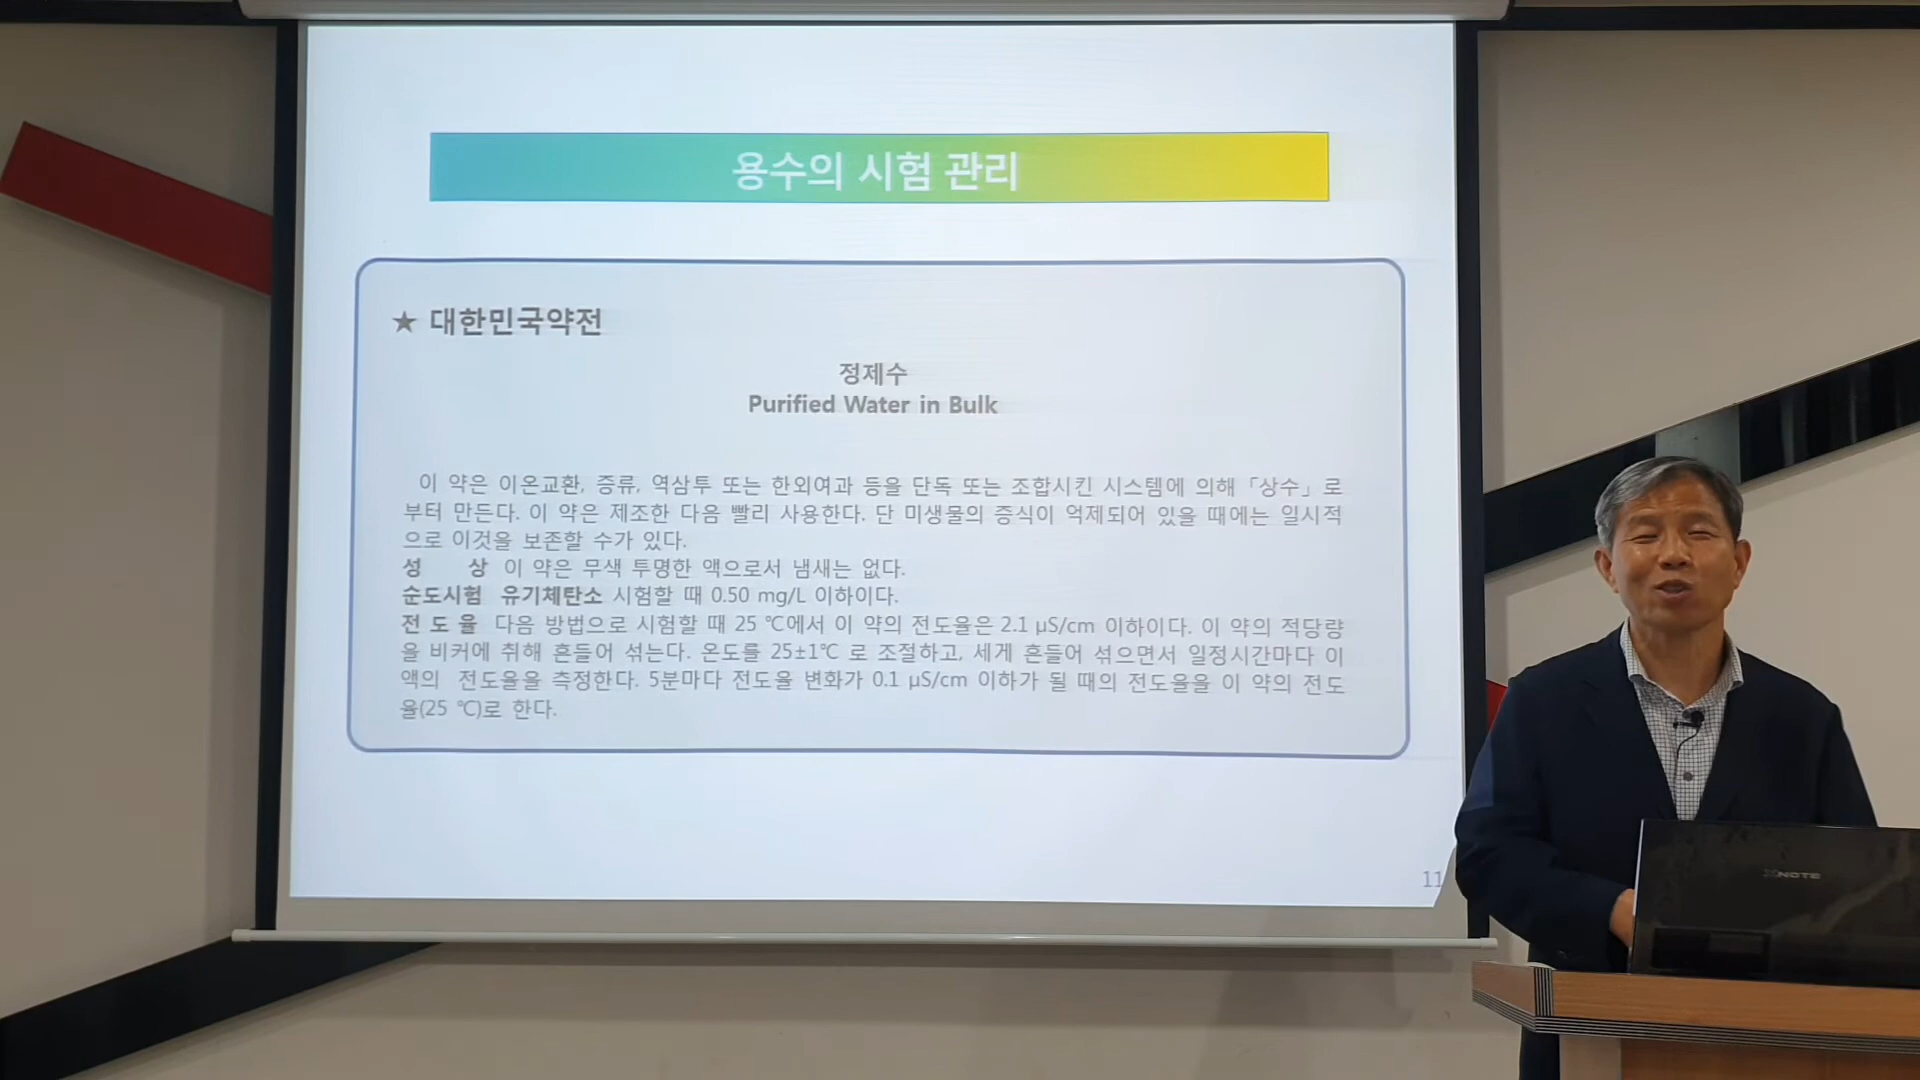 용수의 시험 관리
★ 대한민국약전
정제수
Purified Water in Bulk
이 약은 이온교환, 증류, 역삼투 또는 한외여과 등을 단독 또는 조합시킨 시스템에 의해 「상수」로
부터 만든다. 이 약은 제조한 다음 빨리 사용한다. 단 미생물의 증식이 억제되어 있을 때에는 일시적
으로 이것을 보존할 수가 있다.
성 상 이 약은 무색 투명한 액으로서 냄새는 없다.
순도시험 유기체탄소 시험할 때 0.50 mg/L 이하이다.
전 도 율 다음 방법으로 시험할 때 25 ℃에서 이 약의 전도율은 2.1 μS/cm 이하이다. 이 약의 적당량
을 비커에 취해 흔들어 섞는다. 온도를 25±1℃ 로 조절하고, 세게 흔들어 섞으면서 일정시간마다 이
액의 전도율을 측정한다. 5분마다 전도율 변화가 0.1 μS/cm 이하가 될 때의 전도율을 이 약의 전도
율(25 ℃)로 한다.
11
XNOTE